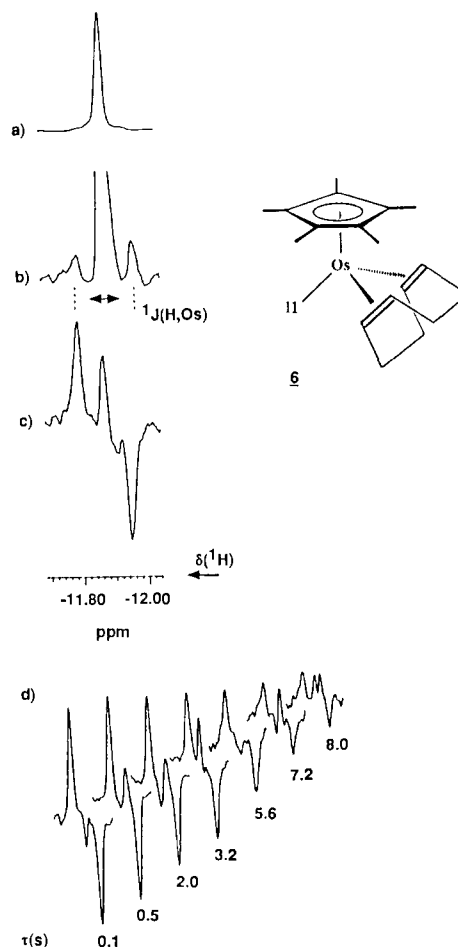 a)
b)
¹J(H,Os)
Os
H
6
c)
δ(¹H)
-11.80 -12.00
ppm
d)
8.0
7.2
5.6
3.2
2.0
0.5
τ(s) 0.1